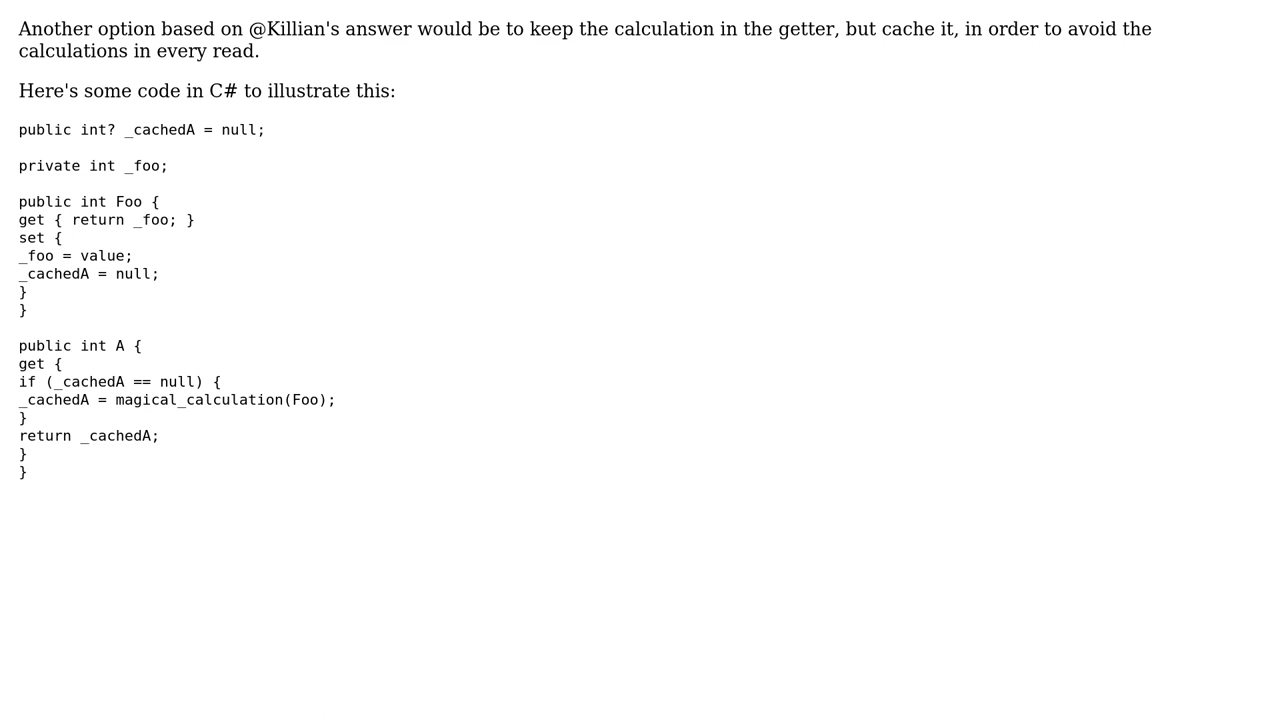 Another option based on @Killian's answer would be to keep the calculation in the getter, but cache it, in order to avoid the
calculations in every read.
Here's some code in C# to illustrate this:
public int? _cachedA = null;
private int _foo;
public int Foo {
get { return _foo; }
set {
_foo = value;
_cachedA = null;
}
}
public int A {
get {
if (_cachedA == null) {
_cachedA = magical_calculation(Foo);
}
return _cachedA;
}
}